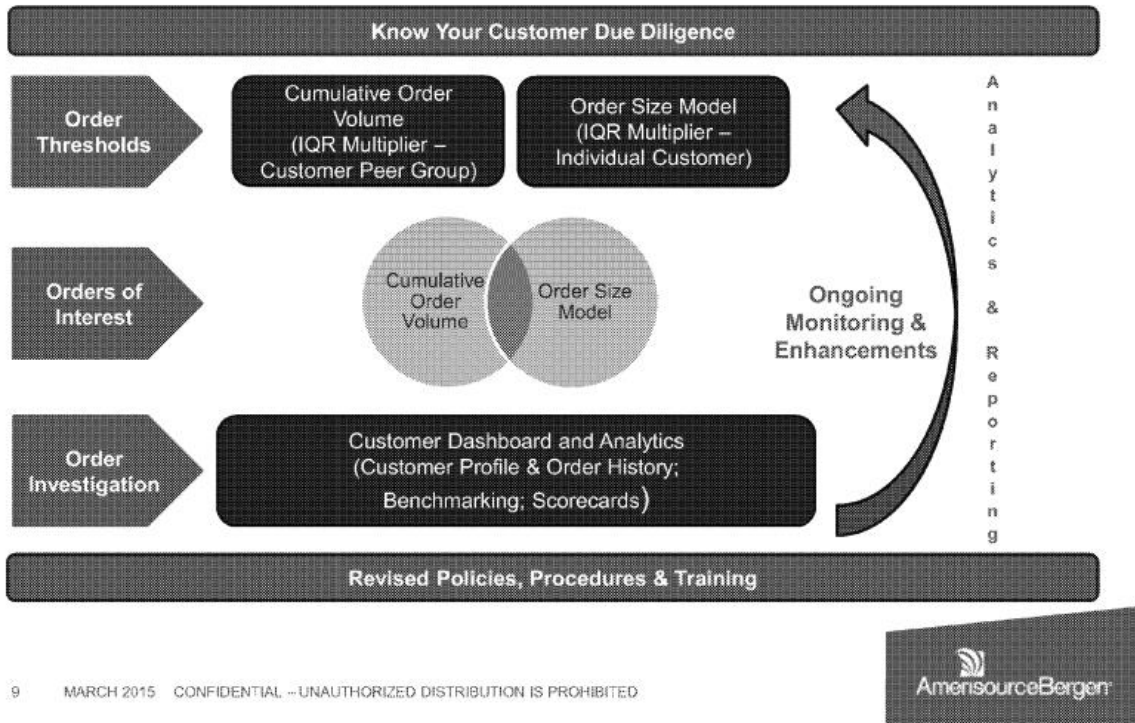 Know Your Customer Due Diligence
Order
Thresholds
Cumulative Order
Volume
(IQR Multiplier –
Customer Peer Group)
Order Size Model
(IQR Multiplier –
Individual Customer)
Orders of
Interest
Cumulative
Order
Volume
Order Size
Model
Ongoing
Monitoring &
Enhancements
Analytics & Reporting
Order
Investigation
Customer Dashboard and Analytics
(Customer Profile & Order History;
Benchmarking; Scorecards)
Revised Policies, Procedures & Training
9 MARCH 2015 CONFIDENTIAL – UNAUTHORIZED DISTRIBUTION IS PROHIBITED
AmerisourceBergen